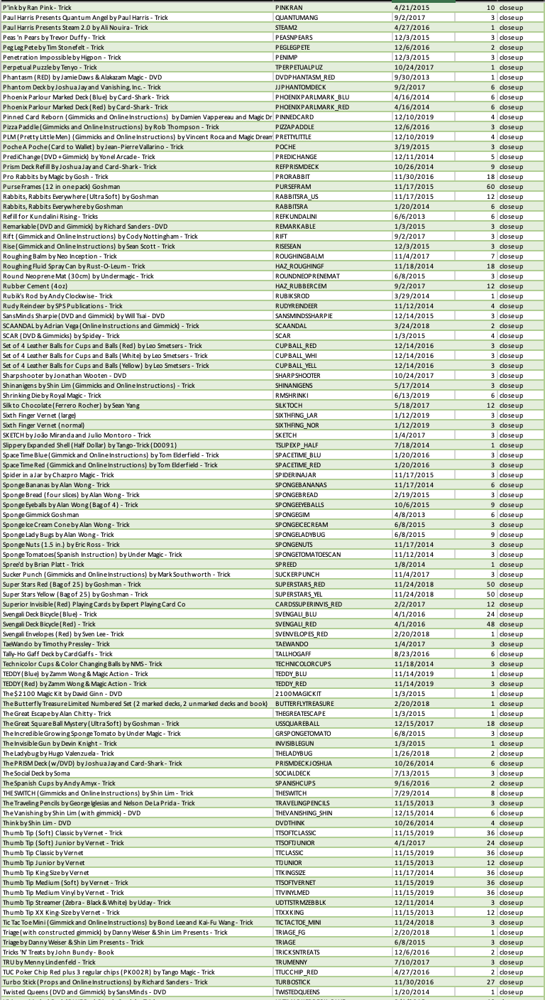 P'ink by Ran Pink - Trick PINKRAN 4/21/2015 10 closeup
Paul Harris Presents Quantum Angel by Paul Harris - Trick QUANTUMANG 9/2/2017 3 closeup
Paul Harris Presents Steam 2.0 by Ali Nouira - Trick STEAM2 4/27/2016 1 closeup
Peas 'n Pears by Trevor Duffy - Trick PEASNPEARS 12/3/2015 3 closeup
Peg Leg Pete by Tim Stonefelt - Trick PEGLEGPETE 12/6/2016 2 closeup
Penetration Impossible by Higpon - Trick PENIMP 12/3/2015 3 closeup
Perpetual Puzzle by Tenyo - Trick TPERPETUALPUZ 10/24/2017 1 closeup
Phantasm (RED) by Jamie Daws & Alakazam Magic - DVD DVDPHANTASM_RED 9/30/2013 1 closeup
Phantom Deck by Joshua Jay and Vanishing, Inc. - Trick JJPHANTOMDECK 9/2/2017 6 closeup
Phoenix Parlour Marked Deck (Blue) by Card-Shark - Trick PHOENIXPARLMARK_BLU 4/16/2014 6 closeup
Phoenix Parlour Marked Deck (Red) by Card-Shark - Trick PHOENIXPARLMARK_RED 4/16/2014 6 closeup
Pinned Card Reborn (Gimmicks and Online Instructions) by Damien Vappereau and Magic Dr PINNEDCARD 12/10/2019 4 closeup
Pizza Paddle (Gimmicks and Online Instructions) by Rob Thompson - Trick PIZZAPADDLE 12/6/2016 3 closeup
PLM (Pretty Little Men) (Gimmicks and Online Instructions) by Vincent Roca and Magic Dream PRETTYLITTLE 12/10/2019 4 closeup
Poche A Poche (Card to Wallet) by Jean-Pierre Vallarino - Trick POCHE 3/19/2015 3 closeup
PrediChange (DVD + Gimmick) by Yonel Arcade - Trick PREDICHANGE 12/11/2014 5 closeup
Prism Deck Refill By Joshua Jay and Card-Shark - Trick REFPRISMDECK 10/26/2014 9 closeup
Pro Rabbits by Magic by Gosh - Trick PRORABBIT 11/30/2016 18 closeup
Purse Frames (12 in one pack) Goshman PURSEFRAM 11/17/2015 60 closeup
Rabbits, Rabbits Everywhere (Ultra Soft) by Goshman RABBITSRA_US 11/17/2015 12 closeup
Rabbits, Rabbits Everywhere by Goshman RABBITSRA 1/20/2014 6 closeup
Refill for Kundalini Rising - Tricks REFKUNDALINI 6/6/2013 6 closeup
Remarkable (DVD and Gimmick) by Richard Sanders -DVD REMARKABLE 1/3/2015 3 closeup
Rift (Gimmick and Online Instructions) by Cody Nottingham - Trick RIFT 9/2/2017 3 closeup
Rise (Gimmick and Online Instructions) by Sean Scott - Trick RISESEAN 12/3/2015 3 closeup
Roughing Balm by Neo Inception - Trick ROUGHINGBALM 11/4/2017 7 closeup
Roughing Fluid Spray Can by Rust-O-Leum - Trick HAZ_ROUGHINGF 11/18/2014 18 closeup
Round Neoprene Mat (30cm) by Undermagic - Trick ROUNDNEOPRENEMAT 6/8/2015 3 closeup
Rubber Cement (4oz) HAZ_RUBBERCEM 9/2/2017 12 closeup
Rubik's Rod by Andy Clockwise - Trick RUBIKSROD 3/29/2014 1 closeup
Rudy Reindeer by SPS Publications - Trick RUDYREINDEER 11/12/2014 4 closeup
SansMinds Sharpie (DVD and Gimmick) by Will Tsai - DVD SANSMINDSSHARPIE 12/14/2015 3 closeup
SCAANDAL by Adrian Vega (Online Instructions and Gimmick) - Trick SCAANDAL 3/24/2018 2 closeup
SCAR (DVD & Gimmicks) by Spidey - Trick SCAR 1/3/2015 4 closeup
Set of 4 Leather Balls for Cups and Balls (Red) by Leo Smetsers - Trick CUPBALL_RED 12/14/2016 3 closeup
Set of 4 Leather Balls for Cups and Balls (White) by Leo Smetsers - Trick CUPBALL_WHI 12/14/2016 3 closeup
Set of 4 Leather Balls for Cups and Balls (Yellow) by Leo Smetsers - Trick CUPBALL_YELL 12/14/2016 3 closeup
Sharpshooter by Jonathan Wooten - DVD SHARPSHOOTER 10/24/2017 3 closeup
Shinanigens by Shin Lim (Gimmicks and Online Instructions) - Trick SHINANIGENS 5/17/2014 3 closeup
Shrinking Die by Royal Magic - Trick RMSHRINKI 6/13/2019 6 closeup
Silk to Chocolate (Ferrero Rocher) by Sean Yang SILKTOCH 5/18/2017 12 closeup
Sixth Finger Vernet (large) SIXTHFING_LAR 1/12/2019 3 closeup
Sixth Finger Vernet (normal) SIXTHFING_NOR 1/12/2019 3 closeup
SKETCH by João Miranda and Julio Montoro - Trick SKETCH 1/4/2017 3 closeup
Slippery Expanded Shell (Half Dollar) by Tango-Trick (D0091) TSLIPEXP_HALF 7/18/2014 1 closeup
Space Time Blue (Gimmick and Online Instructions) by Tom Elderfield - Trick SPACETIME_BLU 1/20/2016 3 closeup
Space Time Red (Gimmick and Online Instructions) by Tom Elderfield - Trick SPACETIME_RED 1/20/2016 3 closeup
Spider in a Jar by Chazpro Magic - Trick SPIDERINAJAR 11/17/2015 3 closeup
Sponge Bananas by Alan Wong - Trick SPONGEBANANAS 11/17/2014 6 closeup
Sponge Bread (four slices) by Alan Wong - Trick SPONGEBREAD 2/19/2015 3 closeup
Sponge Eyeballs by Alan Wong (Bag of 4) - Trick SPONGEEYEBALLS 10/6/2015 9 closeup
Sponge Gimmick Goshman SPONGEGIM 4/8/2013 6 closeup
Sponge Ice Cream Cone by Alan Wong - Trick SPONGEICECREAM 6/8/2015 3 closeup
Sponge Lady Bugs by Alan Wong - Trick SPONGELADYBUG 6/8/2015 9 closeup
Sponge Nuts (1.5 in.) by Eric Ross - Trick SPONGENUTS 11/17/2014 3 closeup
Sponge Tomatoes(Spanish Instruction) by Under Magic - Trick SPONGETOMATOESCAN 11/12/2014 3 closeup
Spree'd by Brian Platt - Trick SPREED 1/8/2014 1 closeup
Sucker Punch (Gimmicks and Online Instructions) by Mark Southworth - Trick SUCKERPUNCH 11/4/2017 3 closeup
Super Stars Red (Bag of 25) by Goshman - Trick SUPERSTARS_RED 11/24/2018 50 closeup
Super Stars Yellow (Bag of 25) by Goshman - Trick SUPERSTARS_YEL 11/24/2018 50 closeup
Superior Invisible (Red) Playing Cards by Expert Playing Card Co CARDSSUPERINVIS_RED 2/2/2017 12 closeup
Svengali Deck Bicycle (Blue) - Trick SVENGALI_BLU 4/1/2016 24 closeup
Svengali Deck Bicycle (Red) - Trick SVENGALI_RED 4/1/2016 48 closeup
Svengali Envelopes (Red) by Sven Lee - Trick SVENVELOPES_RED 2/20/2018 1 closeup
TaeWando by Timothy Pressley - Trick TAEWANDO 1/4/2017 3 closeup
Tally-Ho Gaff Deck by CardGaffs - Trick TALLHOGAFF 8/23/2016 6 closeup
Technicolor Cups & Color Changing Balls by NMS - Trick TECHNICOLORCUPS 11/18/2014 3 closeup
TEDDY (Blue) by Zamm Wong & Magic Action - Trick TEDDY_BLU 11/14/2019 1 closeup
TEDDY (Red) by Zamm Wong & Magic Action - Trick TEDDY_RED 11/14/2019 3 closeup
The $2100 Magic Kit by David Ginn - DVD 2100MAGICKIT 1/3/2015 1 closeup
The Butterfly Treasure Limited Numbered Set (2 marked decs, 2 unmarked decks and book) BUTTERFLYTREASURE 2/20/2018 1 closeup
The Great Escape by Alan Chitty - Trick THEGREATESCAPE 1/3/2015 1 closeup
The Great Square Ball Mystery (Ultra Soft) by Goshman - Trick USSQUAREBALL 12/15/2017 18 closeup
The Incredible Growing Sponge Tomato by Under Magic - Trick GRSPONGETOMATO 6/8/2015 3 closeup
The Invisible Gun by Devin Knight - Trick INVISIBLEGUN 1/3/2015 1 closeup
The Ladybug by Hugo Valenzuela - Trick THELADYBUG 1/26/2018 2 closeup
The PRISM Deck (w/DVD) by Joshua Jay and Card-Shark - Trick PRISMDECKJOSHUA 10/26/2014 6 closeup
The Social Deck by Soma SOCIALDECK 7/13/2015 3 closeup
The Spanish Cups by Andy Amyx - Trick SPANISHCUPS 9/16/2016 2 closeup
THE SWITCH (Gimmicks and Online Instructions) by Shin Lim - Trick THESWITCH 7/29/2014 8 closeup
The Traveling Pencils by George Iglesias and Nelson De La Prida - Trick TRAVELINGPENCILS 11/15/2013 3 closeup
The Vanishing by Shin Lim (with gimmick) - DVD THEVANISHING_SHIN 12/15/2014 6 closeup
Think by Shin Lim - DVD DVDTHINK 10/26/2014 4 closeup
Thumb Tip (Soft) Classic by Vernet - Trick TTSOFTCLASSIC 11/15/2019 36 closeup
Thumb Tip (Soft) Junior by Vernet - Trick TTSOFTJUNIOR 4/1/2017 24 closeup
Thumb Tip Classic by Vernet TTCLASSIC 11/15/2019 36 closeup
Thumb Tip Junior by Vernet TTJUNIOR 11/15/2013 12 closeup
Thumb Tip King Size by Vernet TTKINGSIZE 11/17/2014 36 closeup
Thumb Tip Medium (Soft) by Vernet - Trick TTSOFTVERNET 11/15/2019 36 closeup
Thumb Tip Medium Vinyl by Vernet - Trick TTVINYLMED 11/15/2019 36 closeup
Thumb Tip Streamer (Zebra - Black & White) by Uday - Trick UDTTSTRMZEBBLK 12/11/2014 3 closeup
Thumb Tip XX King-Size by Vernet - Trick TTXXKING 11/15/2013 12 closeup
Tic Tac Toe Mini (Gimmick and Online Instructions) by Bond Lee and Kai-Fu Wang - Trick TICTACTOE_MINI 11/24/2018 3 closeup
Triage (with constructed gimmick) by Danny Weiser & Shin Lim Presents - Trick TRIAGE_FG 2/20/2018 1 closeup
Triage by Danny Weiser & Shin Lim Presents - Trick TRIAGE 6/8/2015 3 closeup
Tricks 'N' Treats by John Bundy - Book TRICKSNTREATS 12/6/2016 2 closeup
TRU by Menny Lindenfeld - Trick TRUMENNY 7/10/2017 3 closeup
TUC Poker Chip Red plus 3 regular chips (PK002R) by Tango Magic - Trick TTUCCHIP_RED 4/27/2016 2 closeup
Turbo Stick (Props and Online Instructions) by Richard Sanders - Trick TURBOSTICK 11/30/2016 27 closeup
Twisted Queens (DVD and Gimmick) by SansMinds - DVD TWISTEDQUEENS 1/20/2014 1 closeup